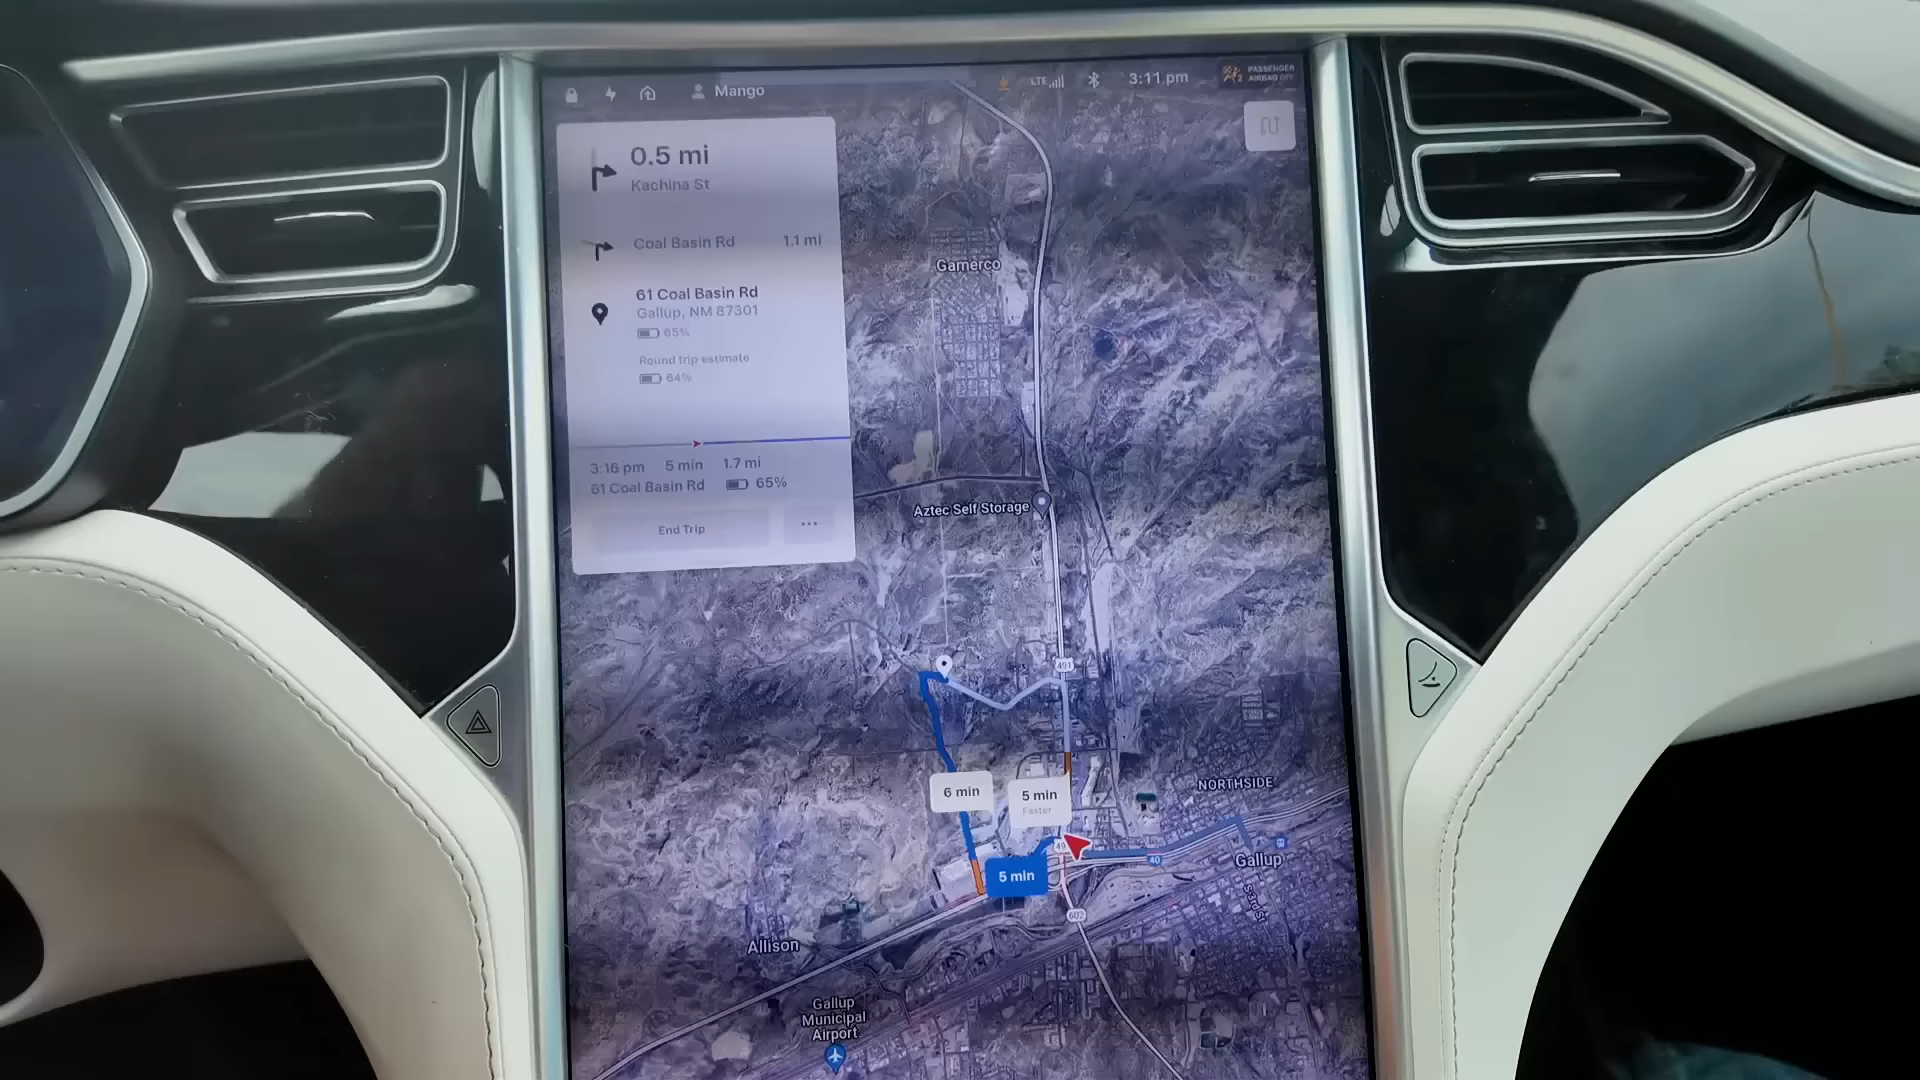 Mango
LTE
3:11 pm
PASSENGER
AIRBAG OFF
0.5 mi
Kachina St
Coal Basin Rd 1.1 mi
61 Coal Basin Rd
Gallup, NM 87301
65%
Round trip estimate
64%
3:16 pm 5 min 1.7 mi
61 Coal Basin Rd 65%
End Trip
Gamerco
Aztec Self Storage
491
6 min
5 min
Faster
NORTHSIDE
40
Gallup
5 min
S 3rd St
602
Allison
Gallup
Municipal
Airport